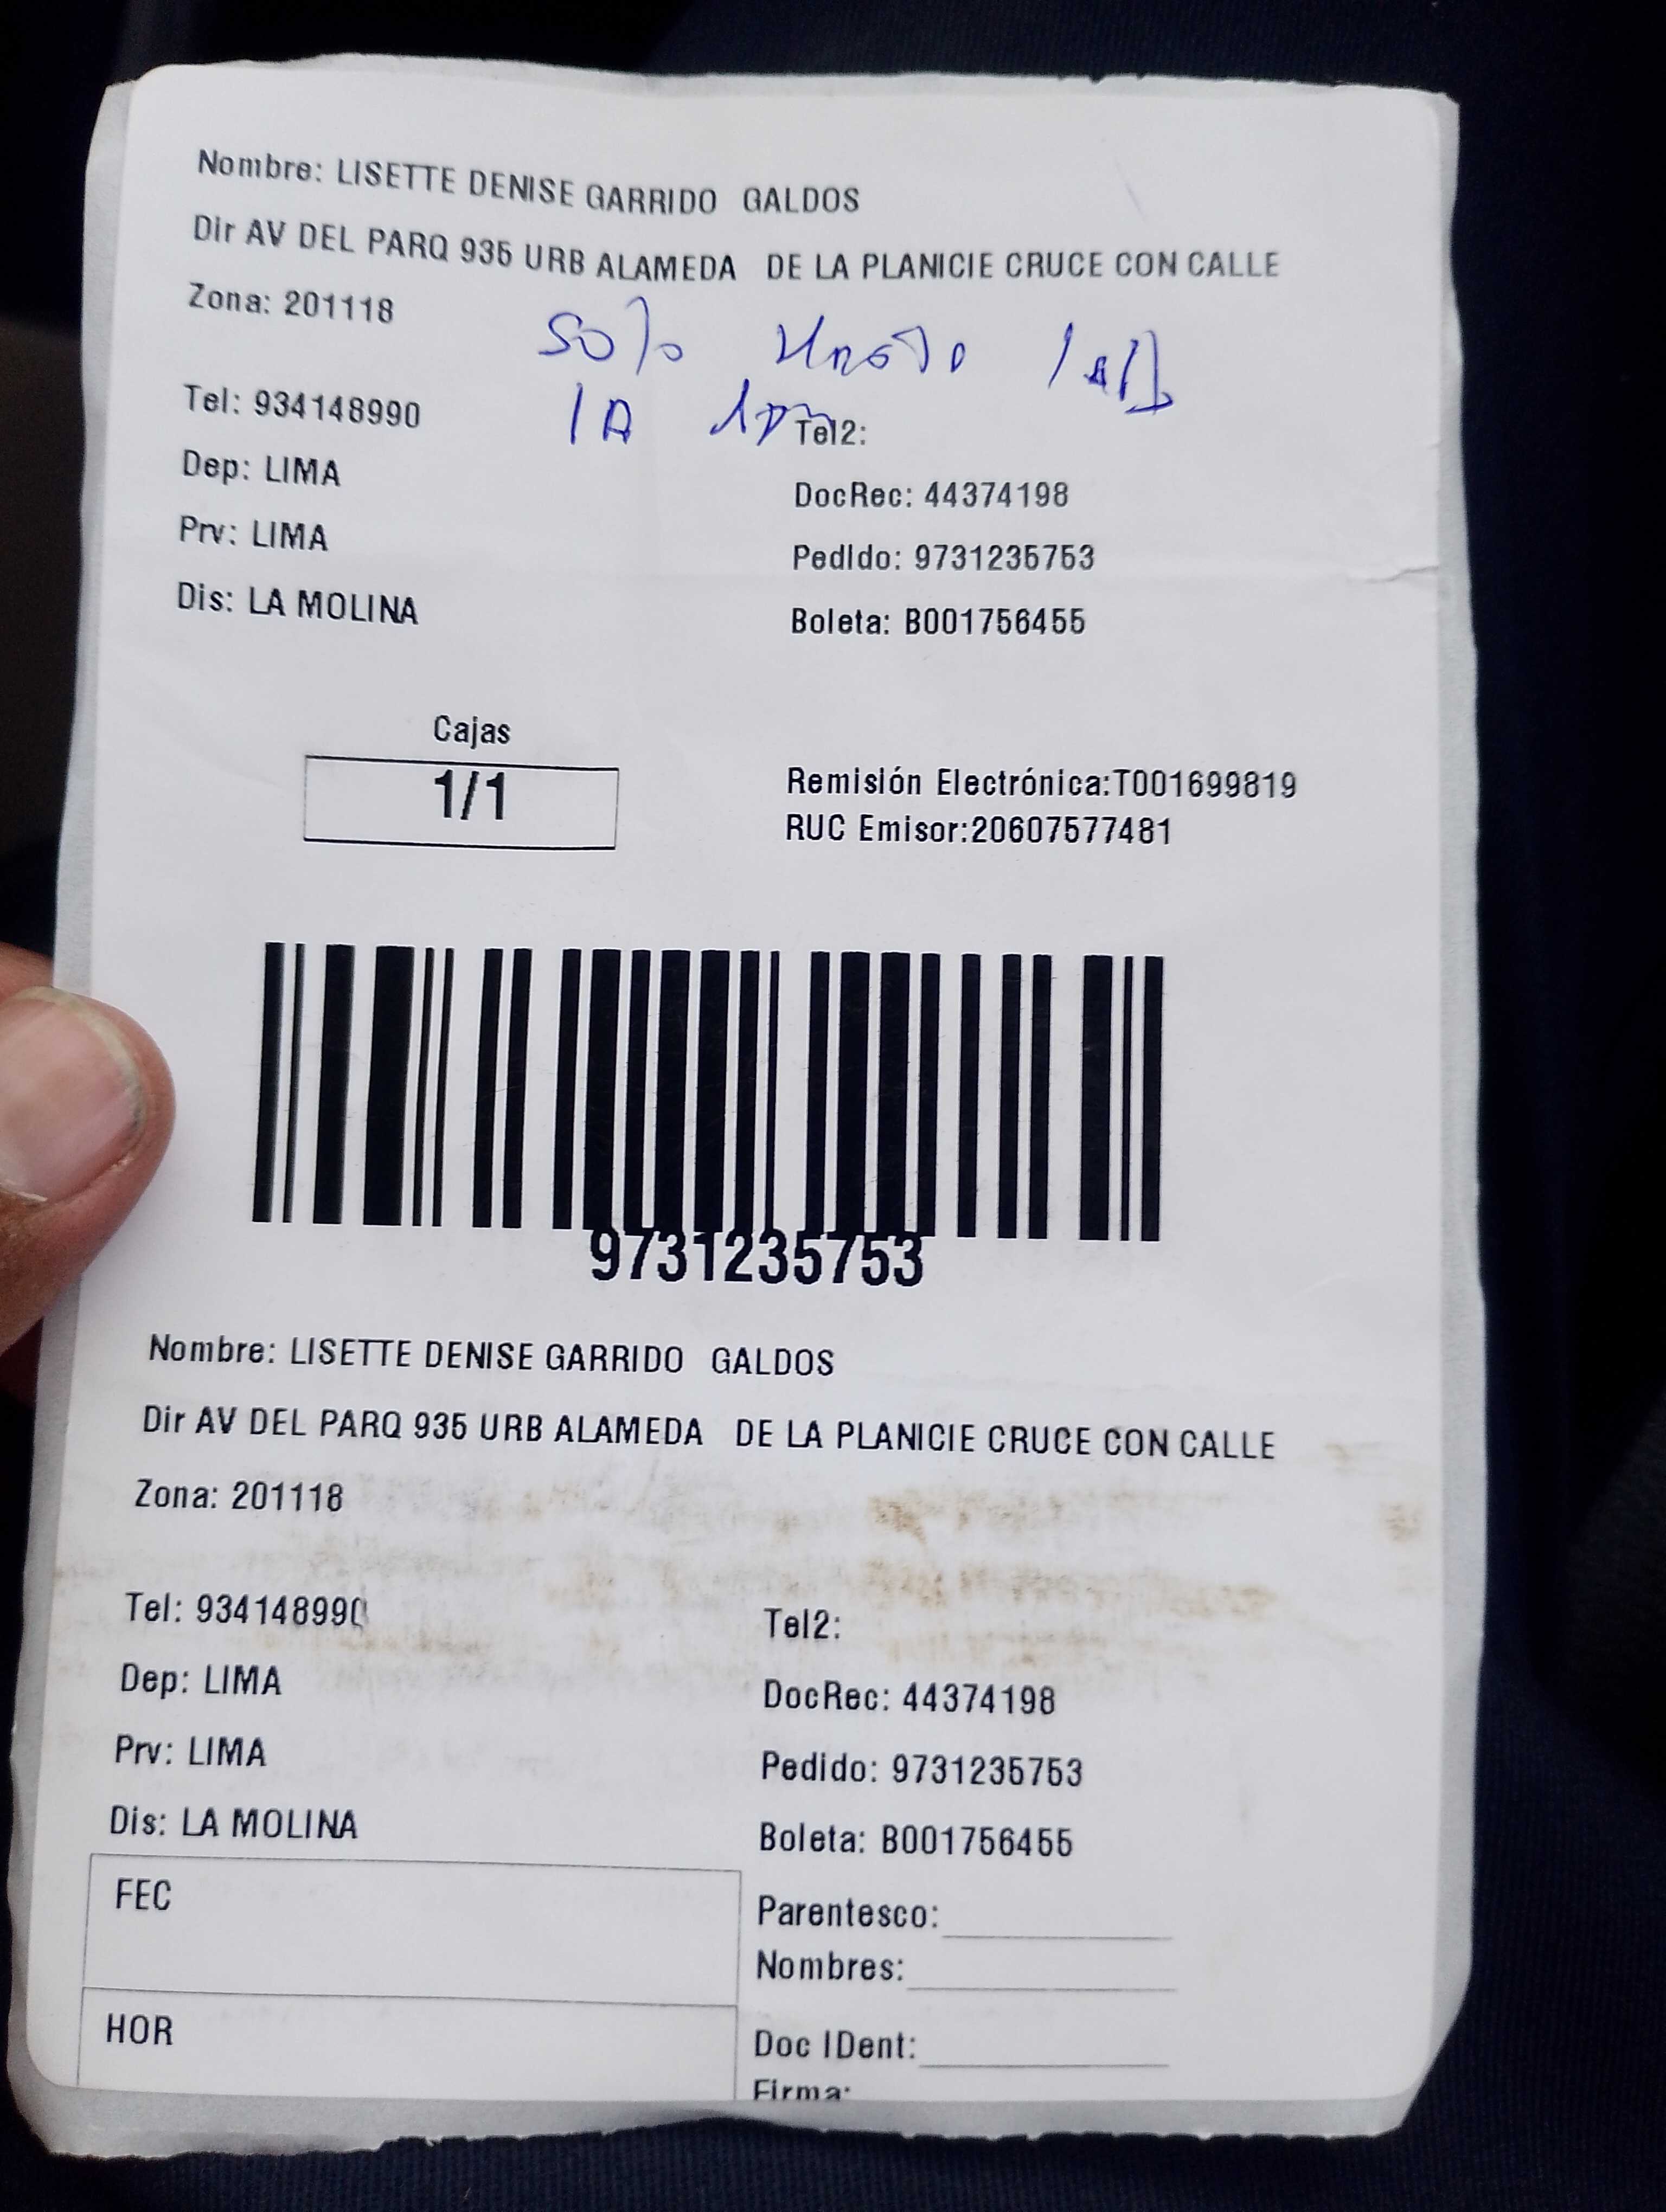 Nombre: LISETTE DENISE GARRIDO GALDOS
Dir AV DEL PARQ 935 URB ALAMEDA DE LA PLANICIE CRUCE CON CALLE
Zona: 201118
solo
Tel: 934148990
Tel2:
Dep: LIMA
DocRec: 44374198
Prv: LIMA
Pedido: 9731235753
Dis: LA MOLINA
Boleta: B001756455
Cajas
1/1
Remisión Electrónica:T001699819
RUC Emisor:20607577481
9731235753
Nombre: LISETTE DENISE GARRIDO GALDOS
Dir AV DEL PARQ 935 URB ALAMEDA DE LA PLANICIE CRUCE CON CALLE
Zona: 201118
Tel: 934148990
Tel2:
Dep: LIMA
DocRec: 44374198
Prv: LIMA
Pedido: 9731235753
Dis: LA MOLINA
Boleta: B001756455
FEC
Parentesco:
Nombres:
HOR
Doc IDent:
Firma: